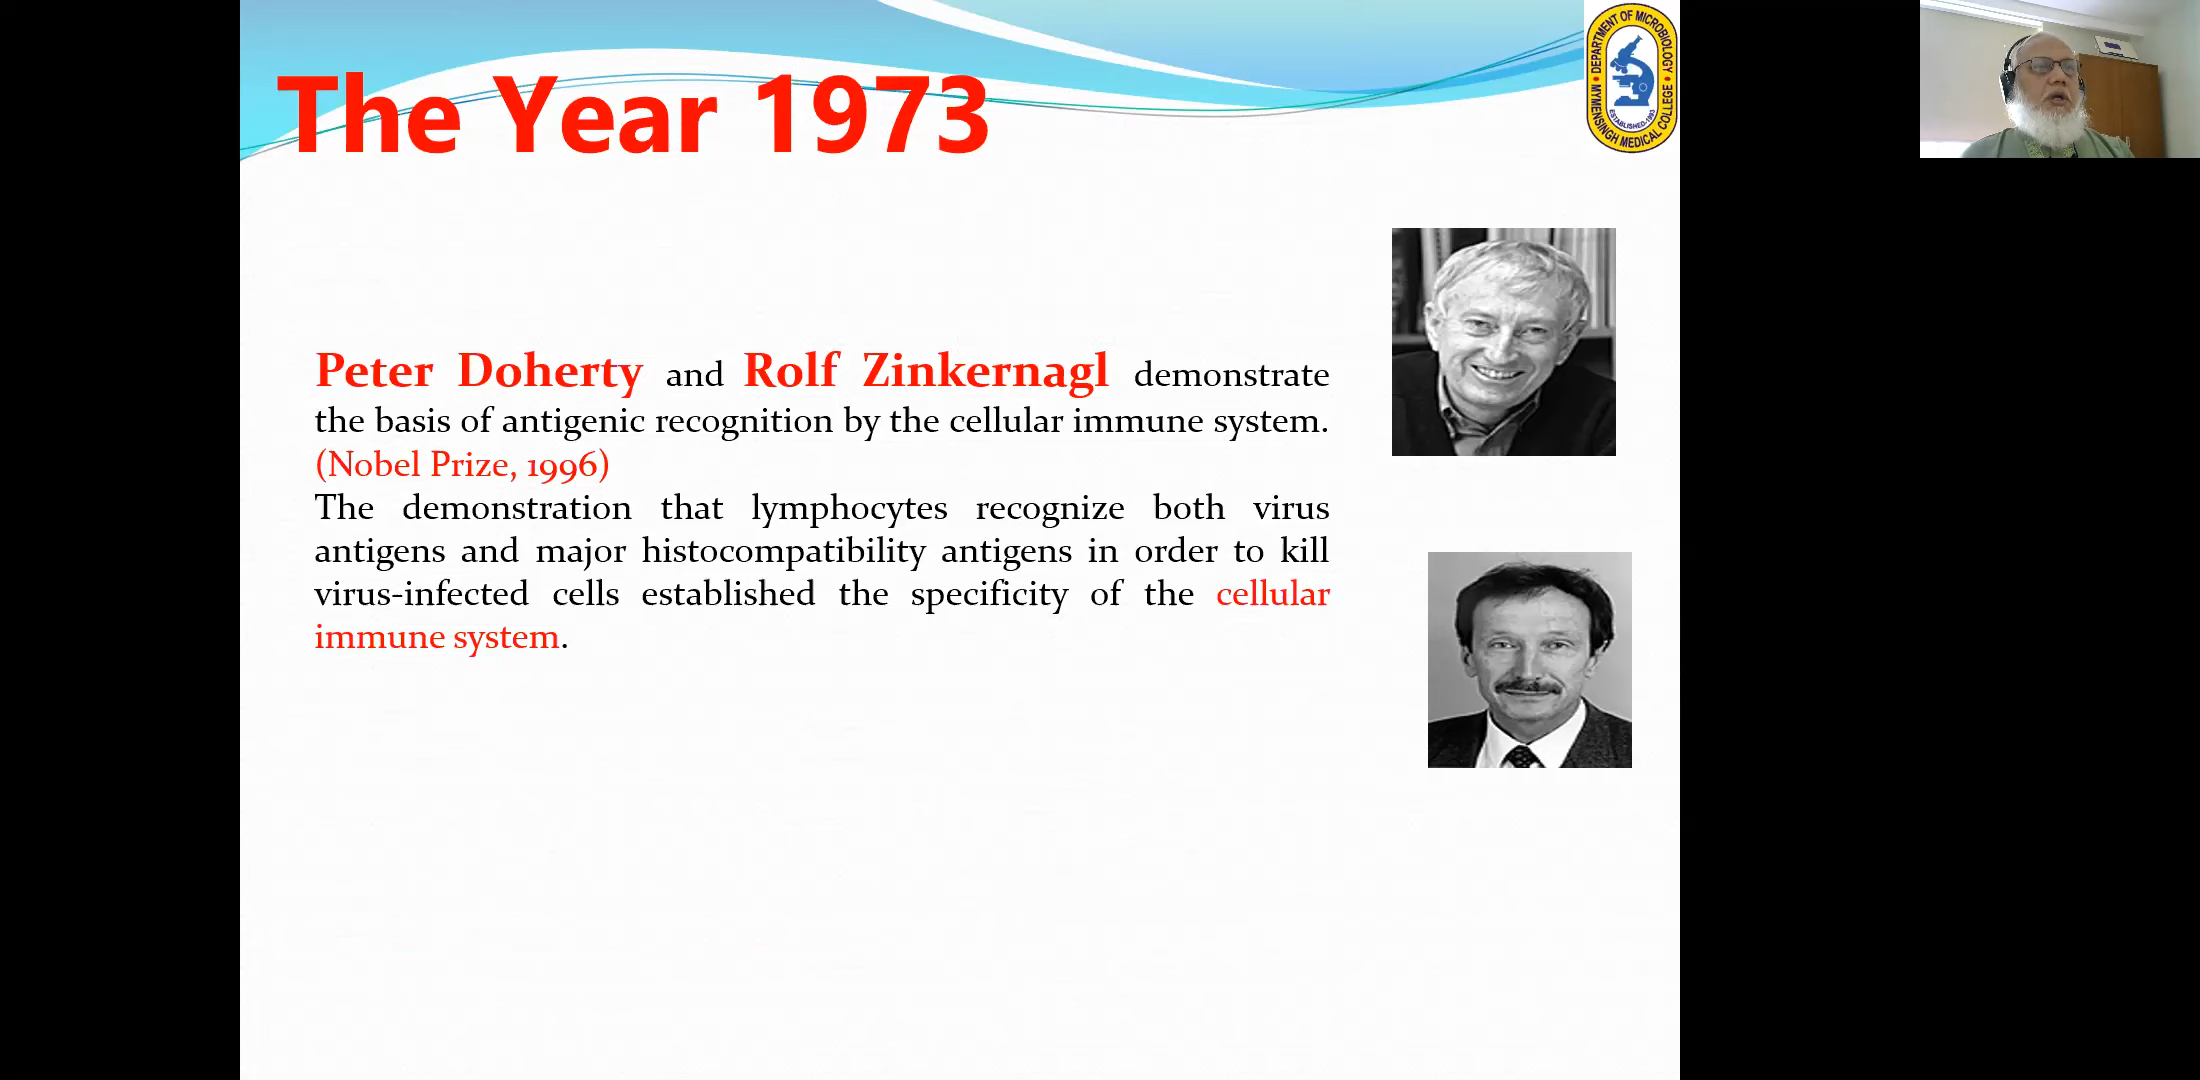 The Year 1973
DEPARTMENT OF MICROBIOLOGY
ESTABLISHED-1963
MYMENSINGH MEDICAL COLLEGE
Peter Doherty and Rolf Zinkernagl demonstrate
the basis of antigenic recognition by the cellular immune system.
(Nobel Prize, 1996)
The demonstration that lymphocytes recognize both virus
antigens and major histocompatibility antigens in order to kill
virus-infected cells established the specificity of the cellular
immune system.